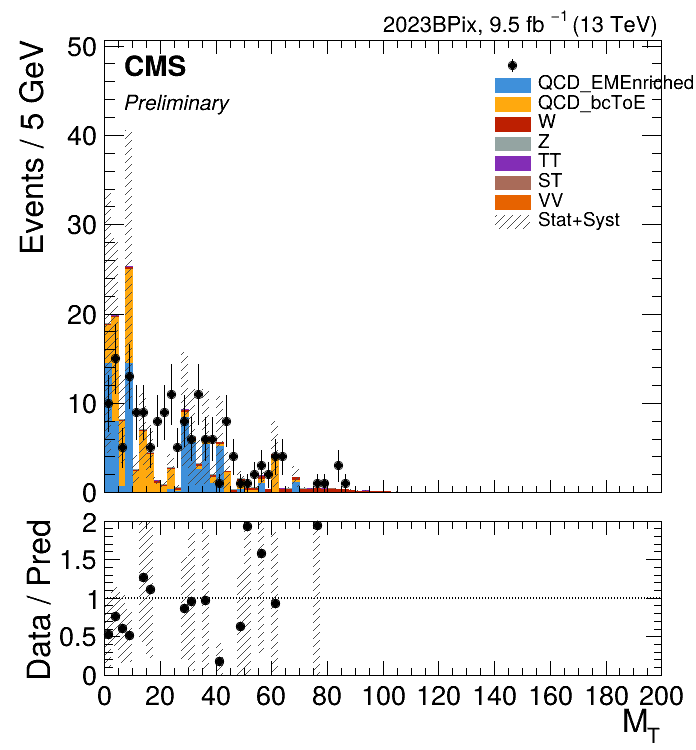 2023BPix, 9.5 fb⁻¹ (13 TeV)
CMS
Preliminary
QCD_EMEnriched
QCD_bcToE
W
Z
TT
ST
VV
Stat+Syst
Events / 5 GeV
50
40
30
20
10
0
Data / Pred
2
1.5
1
0.5
0
0 20 40 60 80 100 120 140 160 180 200
M_T